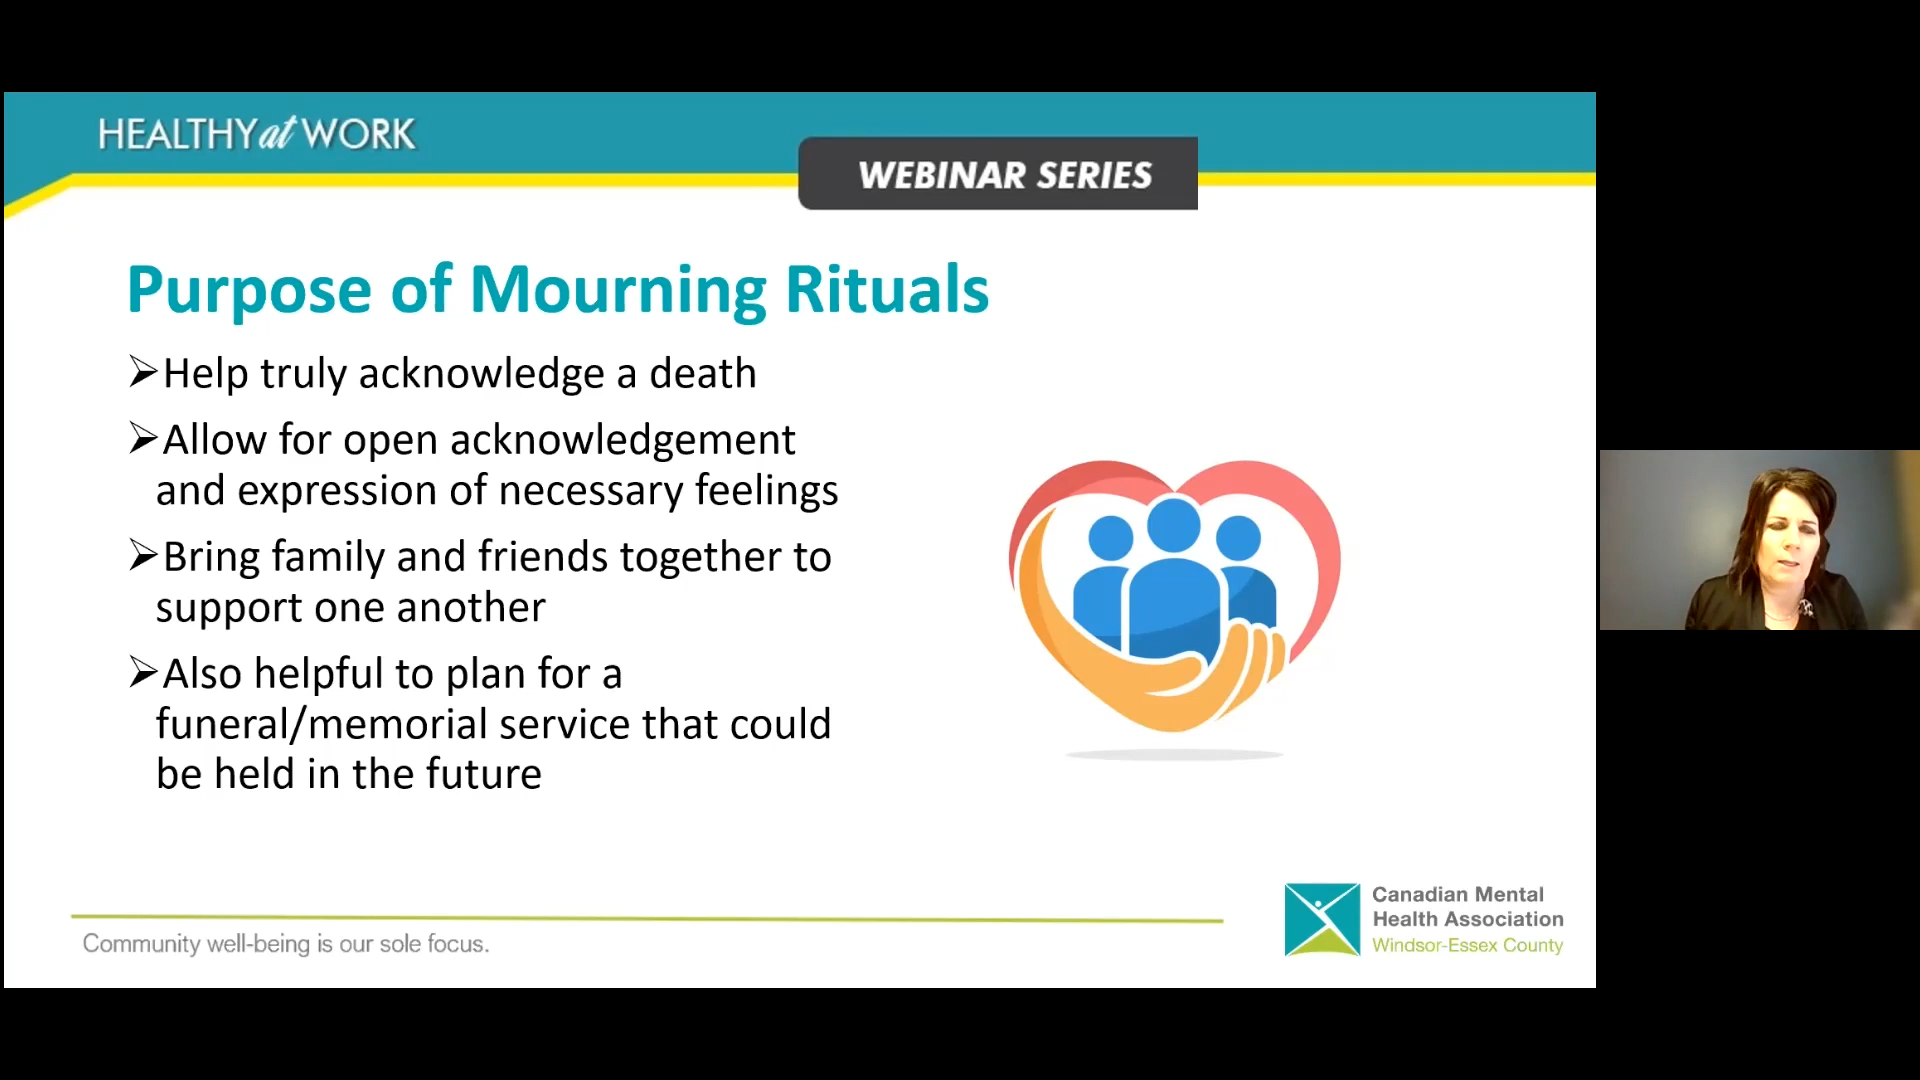 HEALTHY at WORK
WEBINAR SERIES
Purpose of Mourning Rituals
➢Help truly acknowledge a death
➢Allow for open acknowledgement
and expression of necessary feelings
➢Bring family and friends together to
support one another
➢Also helpful to plan for a
funeral/memorial service that could
be held in the future
Community well-being is our sole focus.
Canadian Mental
Health Association
Windsor-Essex County